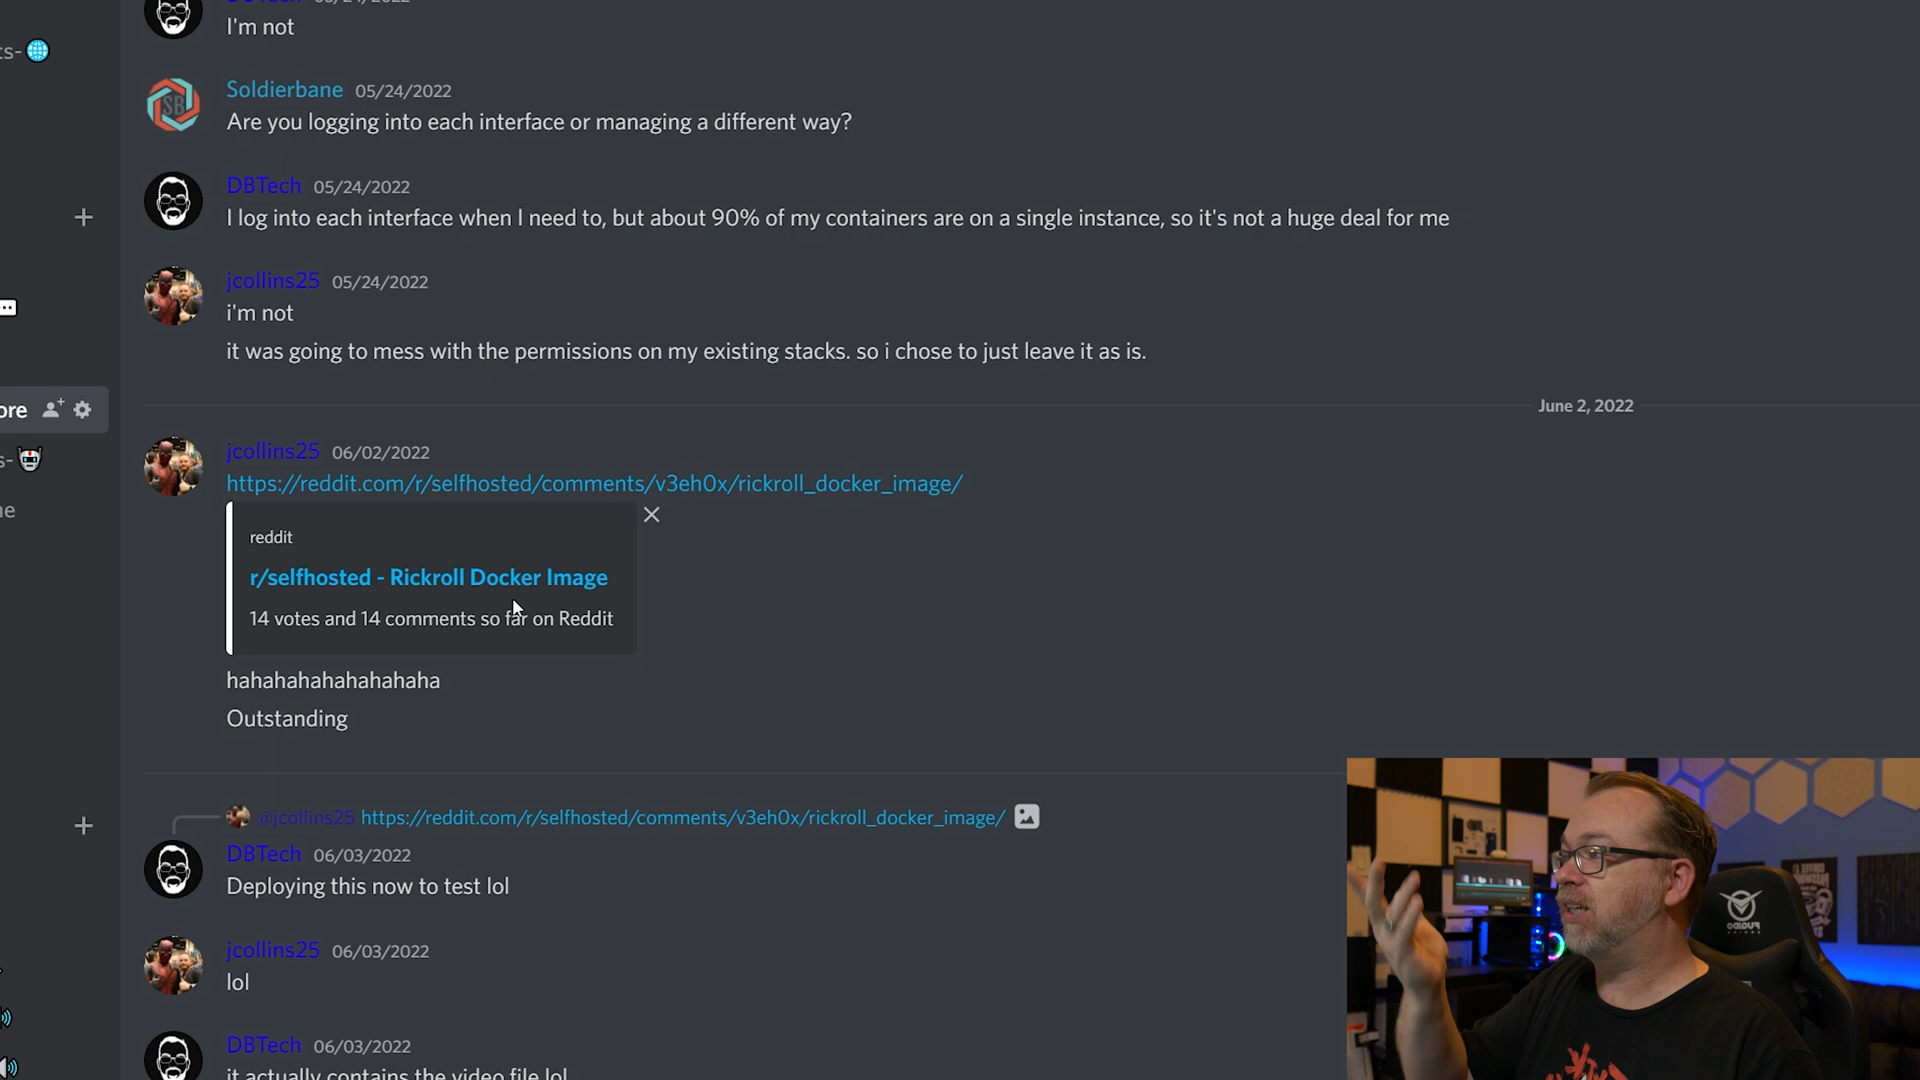 I'm not
ts-
Soldierbane 05/24/2022
SB
Are you logging into each interface or managing a different way?
DBTech 05/24/2022
I log into each interface when I need to, but about 90% of my containers are on a single instance, so it's not a huge deal for me
jcollins25 05/24/2022
i'm not
it was going to mess with the permissions on my existing stacks. so i chose to just leave it as is.
ore
June 2, 2022
jcollins25 06/02/2022
s-
https://reddit.com/r/selfhosted/comments/v3eh0x/rickroll_docker_image/
ne
reddit
r/selfhosted - Rickroll Docker Image
14 votes and 14 comments so far on Reddit
hahahahahahahahaha
Outstanding
@jcollins25 https://reddit.com/r/selfhosted/comments/v3eh0x/rickroll_docker_image/
DBTech 06/03/2022
Deploying this now to test lol
jcollins25 06/03/2022
lol
DBTech 06/03/2022
it actually contains the video file lol